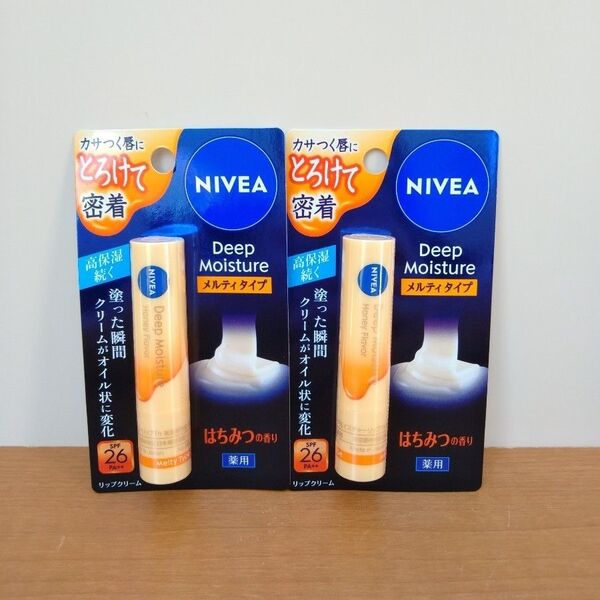 カサつく唇に
とろけて
密着
NIVEA
Deep
Moisture
メルティタイプ
高保湿
続く
塗った瞬間
クリームがオイル状に変化
NIVEA
Deep Moisture
Honey Flavor
Melty
はちみつの香り
SPF
26
PA++
薬用
リップクリーム
カサつく唇に
とろけて
密着
NIVEA
Deep
Moisture
メルティタイプ
高保湿
続く
塗った瞬間
クリームがオイル状に変化
NIVEA
Deep Moisture
Honey Flavor
はちみつの香り
SPF
26
PA++
薬用
リップクリーム